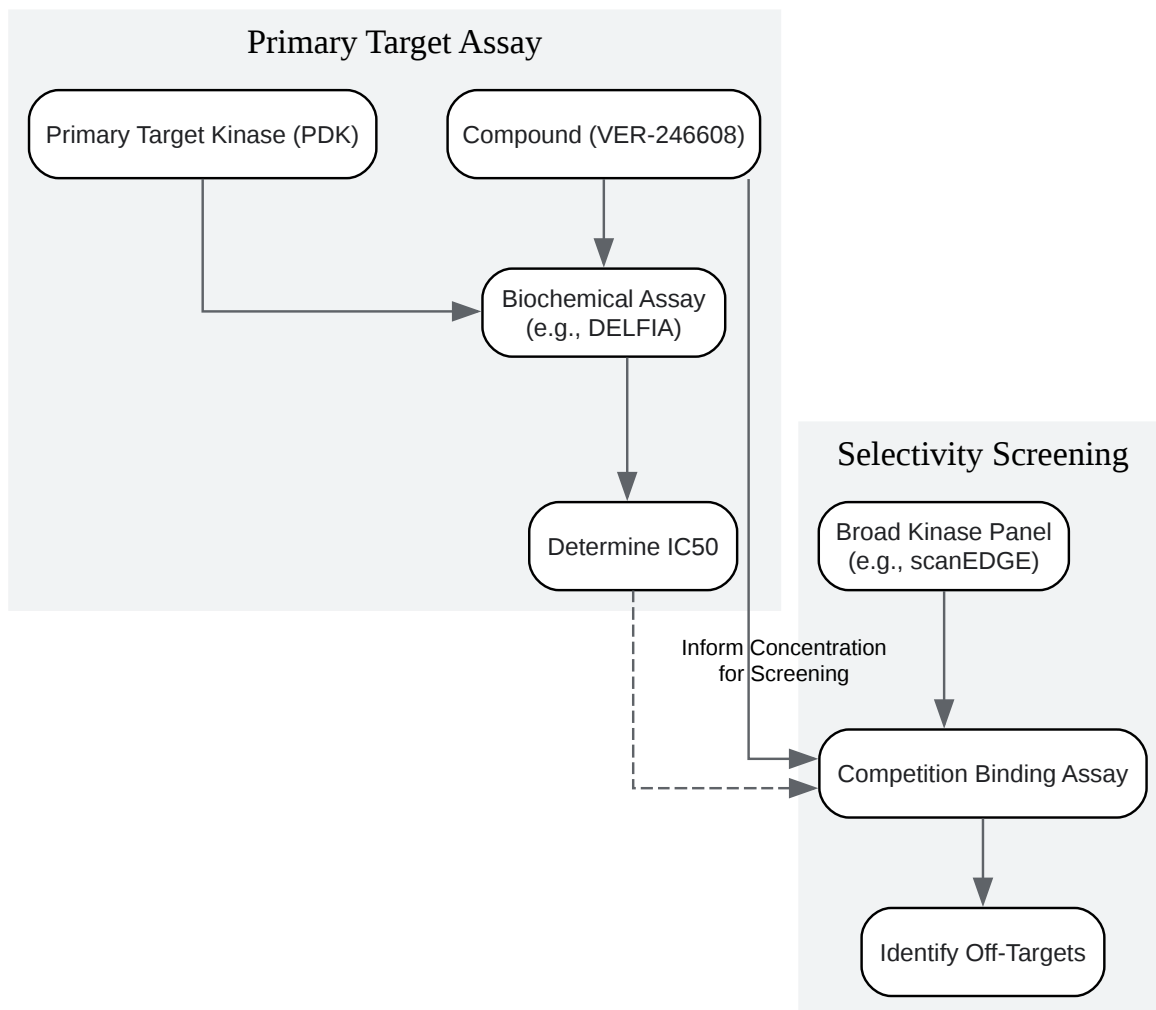 Primary Target Assay
Primary Target Kinase (PDK)
Compound (VER-246608)
Biochemical Assay
(e.g., DELFIA)
Determine IC50
Selectivity Screening
Broad Kinase Panel
(e.g., scanEDGE)
Inform Concentration
for Screening
Competition Binding Assay
Identify Off-Targets